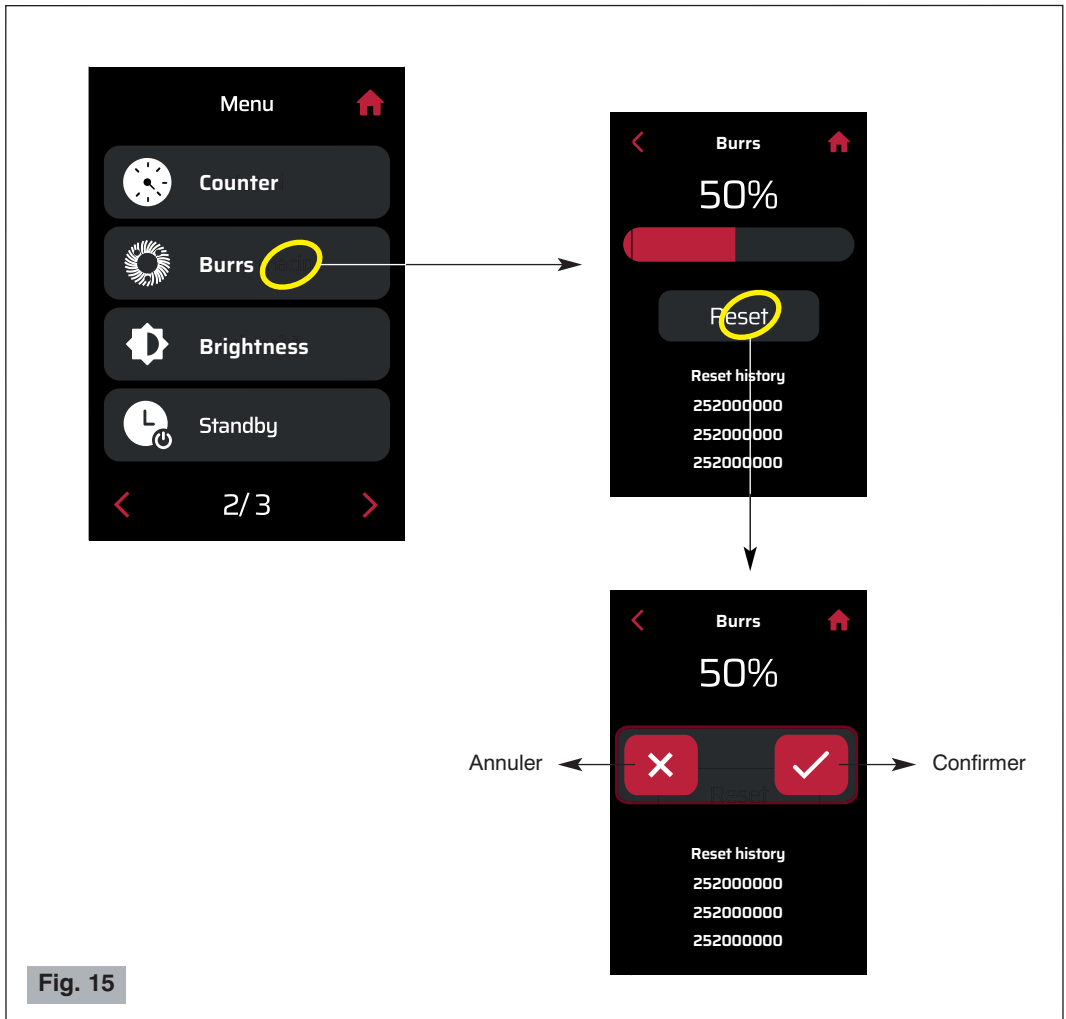 Menu
Counter
Burrs
Brightness
Standby
2/ 3
Burrs
50%
Reset
Reset history
252000000
252000000
252000000
Burrs
50%
Annuler
Confirmer
Reset
Reset history
252000000
252000000
252000000
Fig. 15